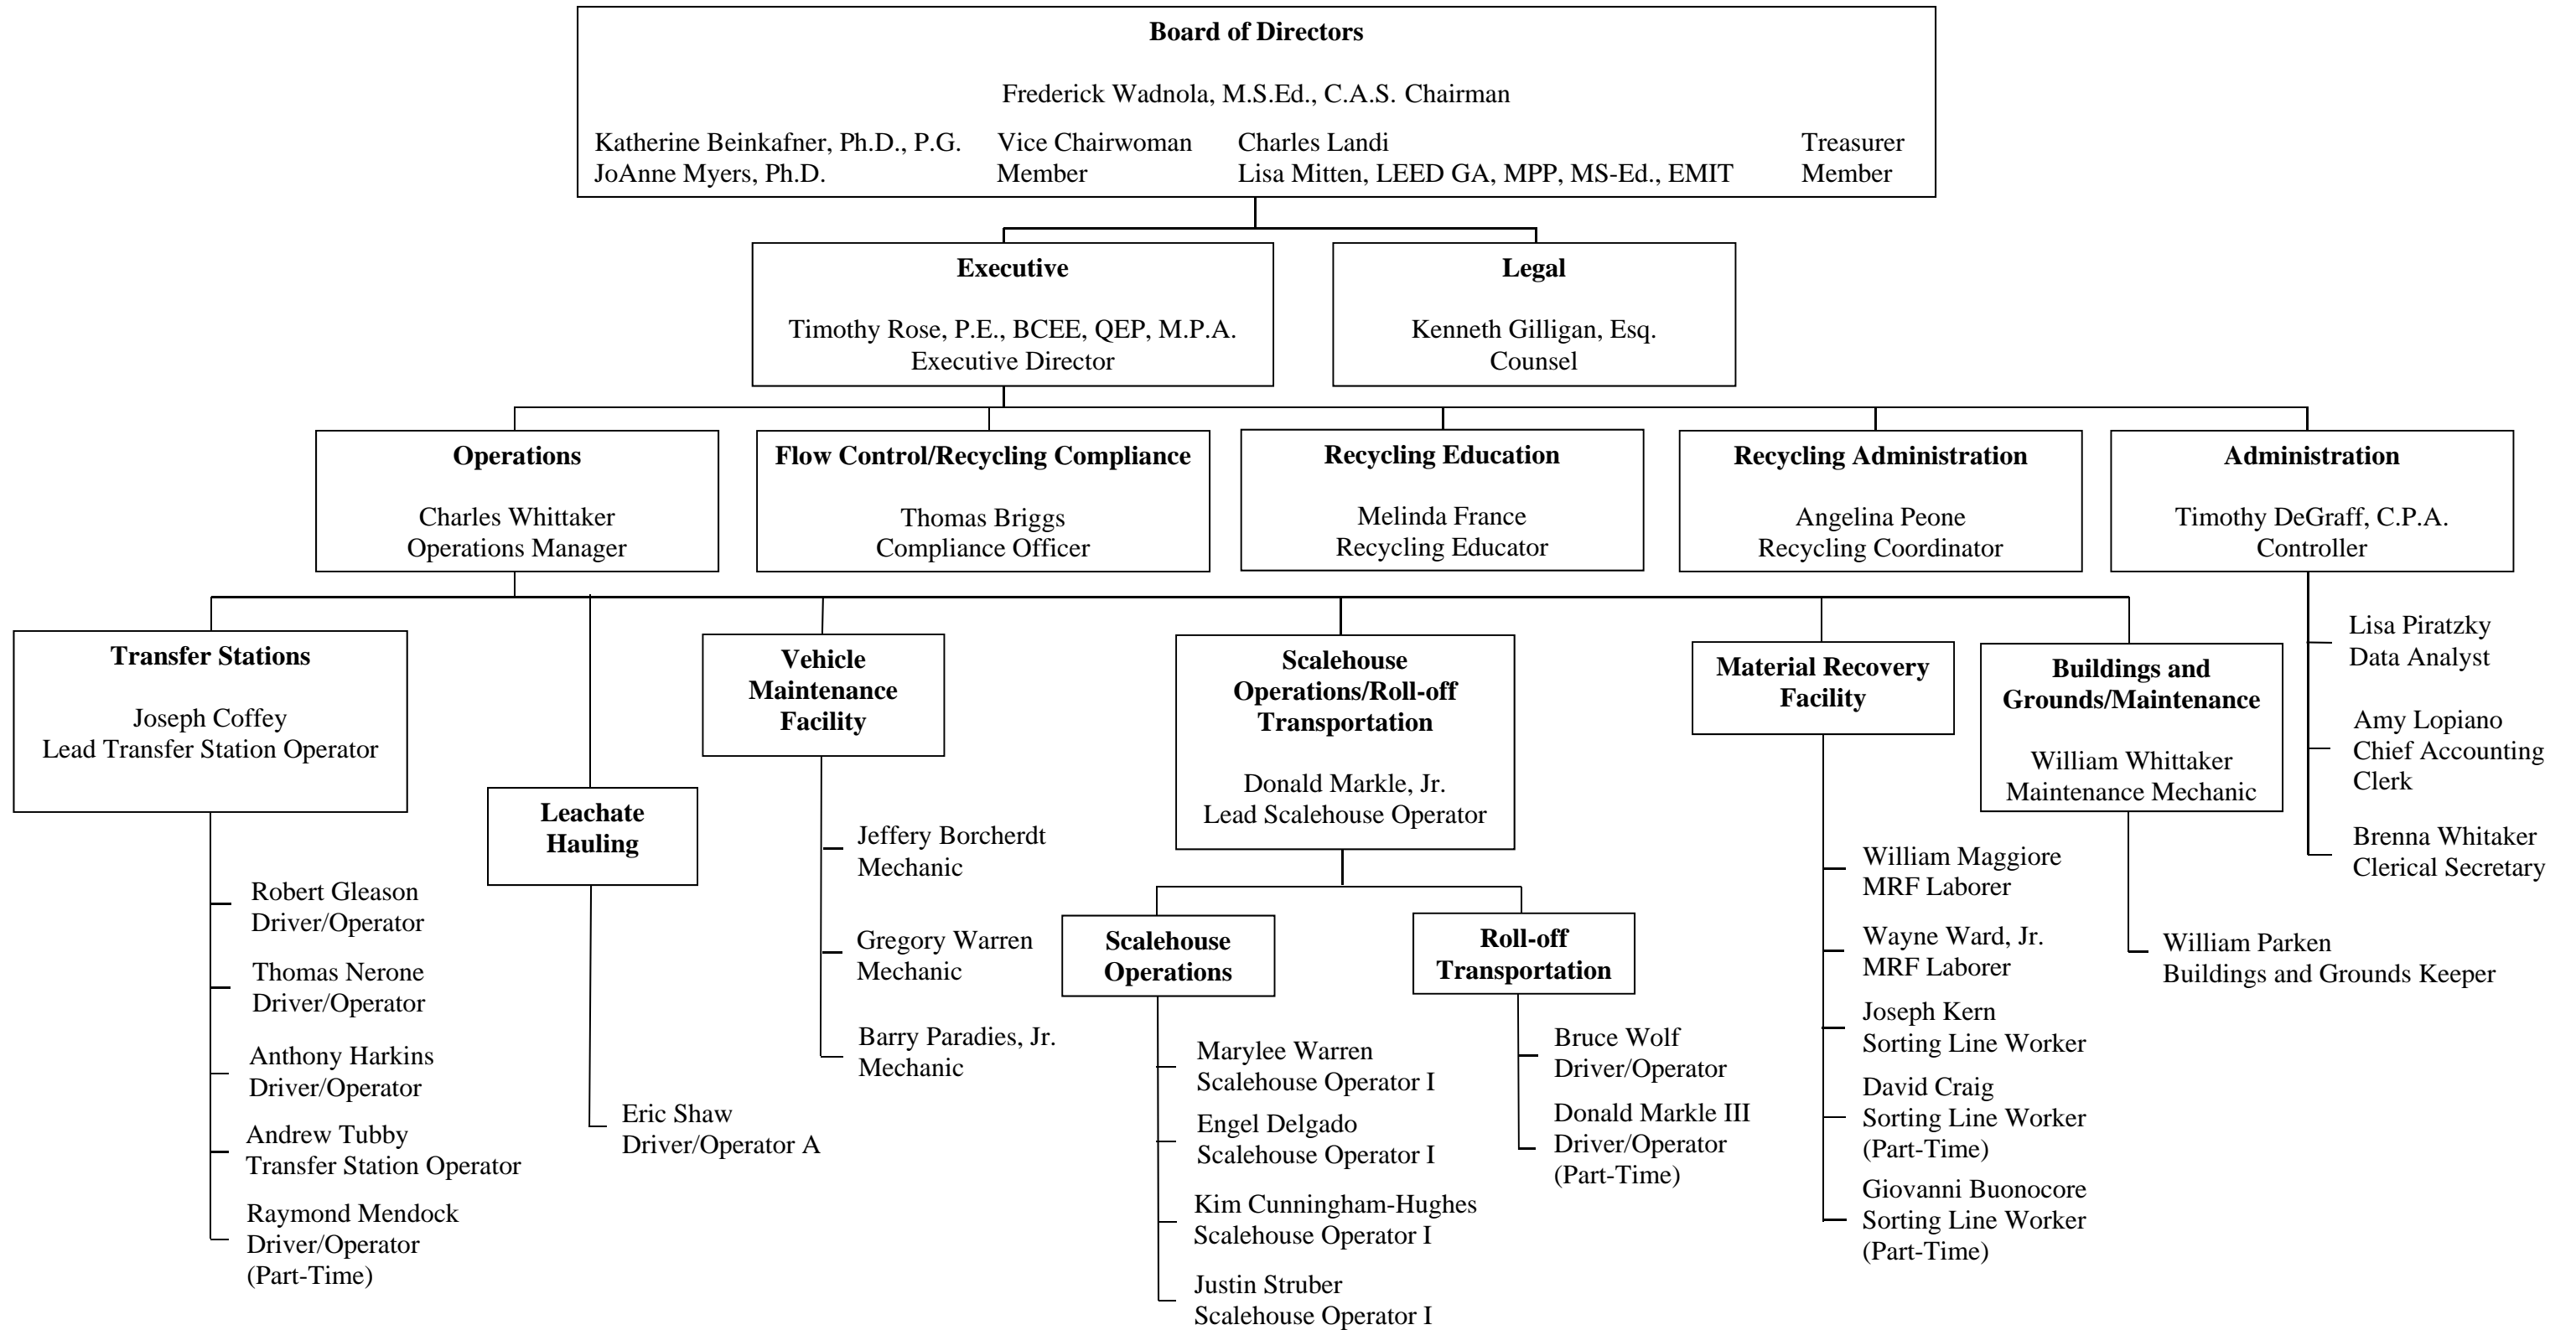 Board of Directors
Frederick Wadnola, M.S.Ed., C.A.S. Chairman
Katherine Beinkafner, Ph.D., P.G. Vice Chairwoman Charles Landi Treasurer
JoAnne Myers, Ph.D. Member Lisa Mitten, LEED GA, MPP, MS-Ed., EMIT Member
Executive
Timothy Rose, P.E., BCEE, QEP, M.P.A.
Executive Director
Legal
Kenneth Gilligan, Esq.
Counsel
Operations
Charles Whittaker
Operations Manager
Flow Control/Recycling Compliance
Thomas Briggs
Compliance Officer
Recycling Education
Melinda France
Recycling Educator
Recycling Administration
Angelina Peone
Recycling Coordinator
Administration
Timothy DeGraff, C.P.A.
Controller
Lisa Piratzky
Data Analyst
Amy Lopiano
Chief Accounting
Clerk
Brenna Whitaker
Clerical Secretary
Transfer Stations
Joseph Coffey
Lead Transfer Station Operator
Robert Gleason
Driver/Operator
Thomas Nerone
Driver/Operator
Anthony Harkins
Driver/Operator
Andrew Tubby
Transfer Station Operator
Raymond Mendock
Driver/Operator
(Part-Time)
Leachate
Hauling
Eric Shaw
Driver/Operator A
Vehicle
Maintenance
Facility
Jeffery Borcherdt
Mechanic
Gregory Warren
Mechanic
Barry Paradies, Jr.
Mechanic
Scalehouse
Operations/Roll-off
Transportation
Donald Markle, Jr.
Lead Scalehouse Operator
Scalehouse
Operations
Marylee Warren
Scalehouse Operator I
Engel Delgado
Scalehouse Operator I
Kim Cunningham-Hughes
Scalehouse Operator I
Justin Struber
Scalehouse Operator I
Roll-off
Transportation
Bruce Wolf
Driver/Operator
Donald Markle III
Driver/Operator
(Part-Time)
Material Recovery
Facility
William Maggiore
MRF Laborer
Wayne Ward, Jr.
MRF Laborer
Joseph Kern
Sorting Line Worker
David Craig
Sorting Line Worker
(Part-Time)
Giovanni Buonocore
Sorting Line Worker
(Part-Time)
Buildings and
Grounds/Maintenance
William Whittaker
Maintenance Mechanic
William Parken
Buildings and Grounds Keeper